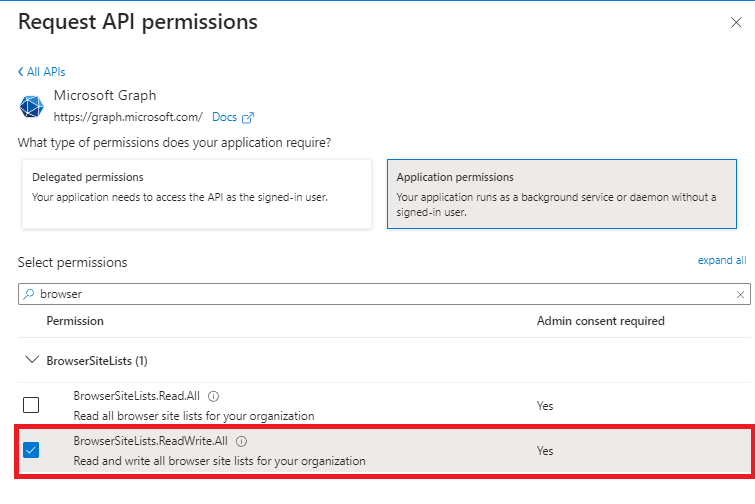 Request API permissions
All APIs
Microsoft Graph
https://graph.microsoft.com/ Docs
What type of permissions does your application require?
Delegated permissions
Your application needs to access the API as the signed-in user.
Application permissions
Your application runs as a background service or daemon without a
signed-in user.
Select permissions
expand all
browser
Permission
Admin consent required
BrowserSiteLists (1)
BrowserSiteLists.Read.All
Read all browser site lists for your organization
Yes
BrowserSiteLists.ReadWrite.All
Read and write all browser site lists for your organization
Yes